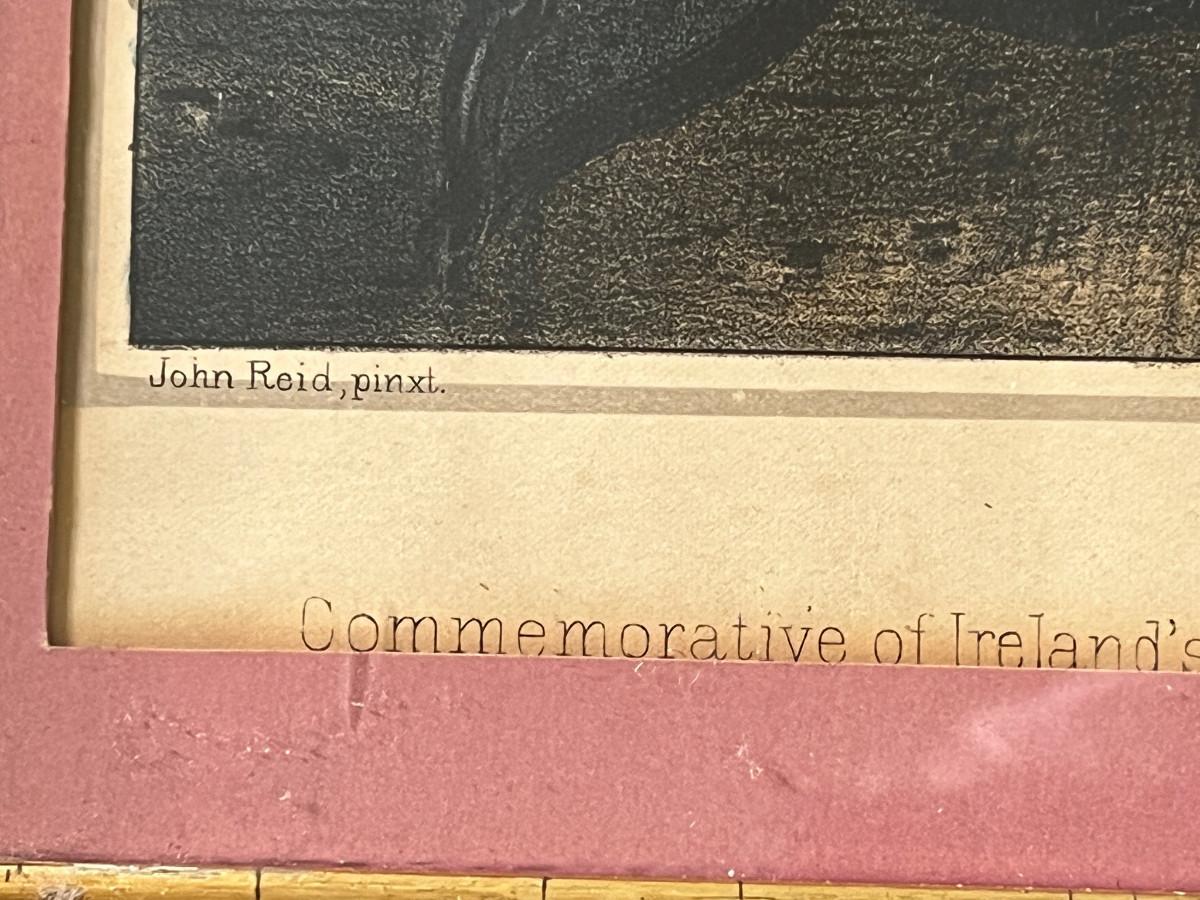 John Reid, pinxt.
Commemorative of Ireland's